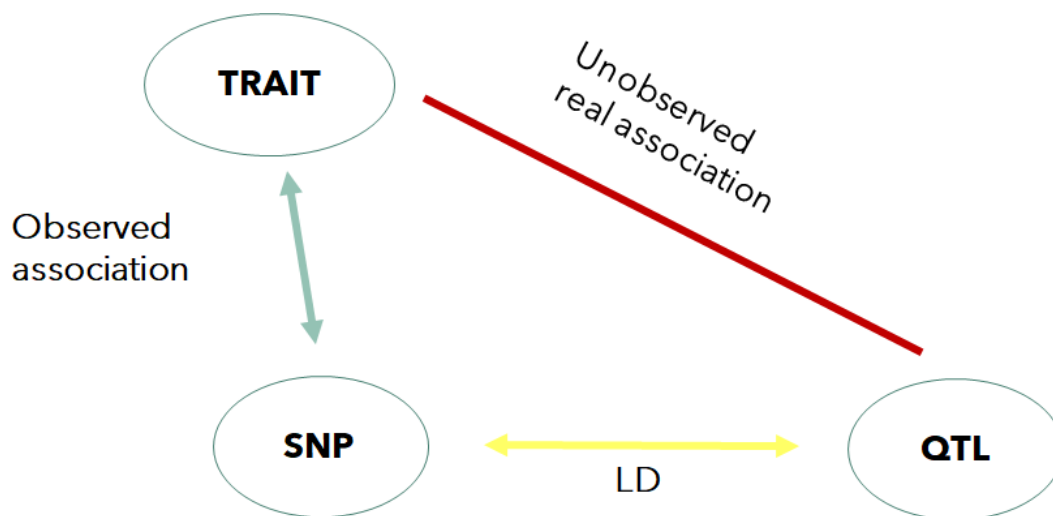 TRAIT
Unobserved
real association
Observed
association
SNP
LD
QTL